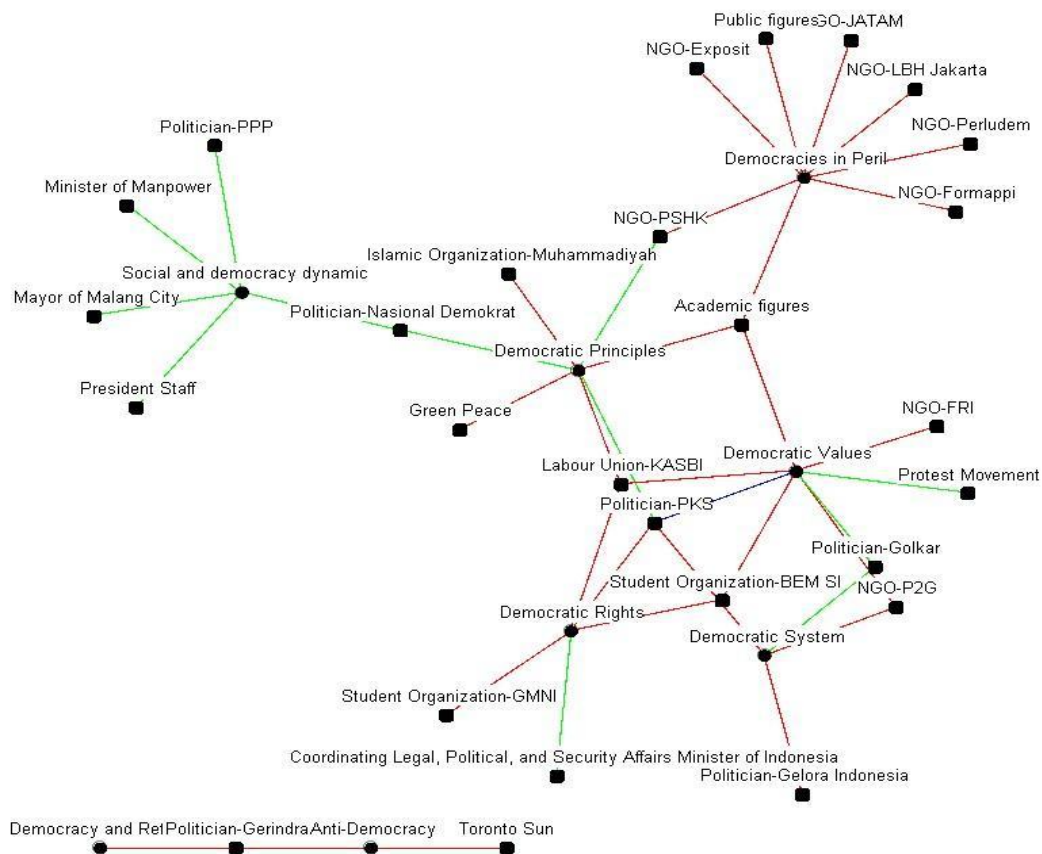 Public figures
GO-JATAM
NGO-Exposit
NGO-LBH Jakarta
Politician-PPP
NGO-Perludem
Democracies in Peril
Minister of Manpower
NGO-Formappi
NGO-PSHK
Islamic Organization-Muhammadiyah
Social and democracy dynamic
Mayor of Malang City
Politician-Nasional Demokrat
Academic figures
Democratic Principles
President Staff
Green Peace
NGO-FRI
Democratic Values
Labour Union-KASBI
Protest Movement
Politician-PKS
Politician-Golkar
Student Organization-BEM SI
NGO-P2G
Democratic Rights
Democratic System
Student Organization-GMNI
Coordinating Legal, Political, and Security Affairs Minister of Indonesia
Politician-Gelora Indonesia
Democracy and Politician-Gerindra Anti-Democracy Toronto Sun